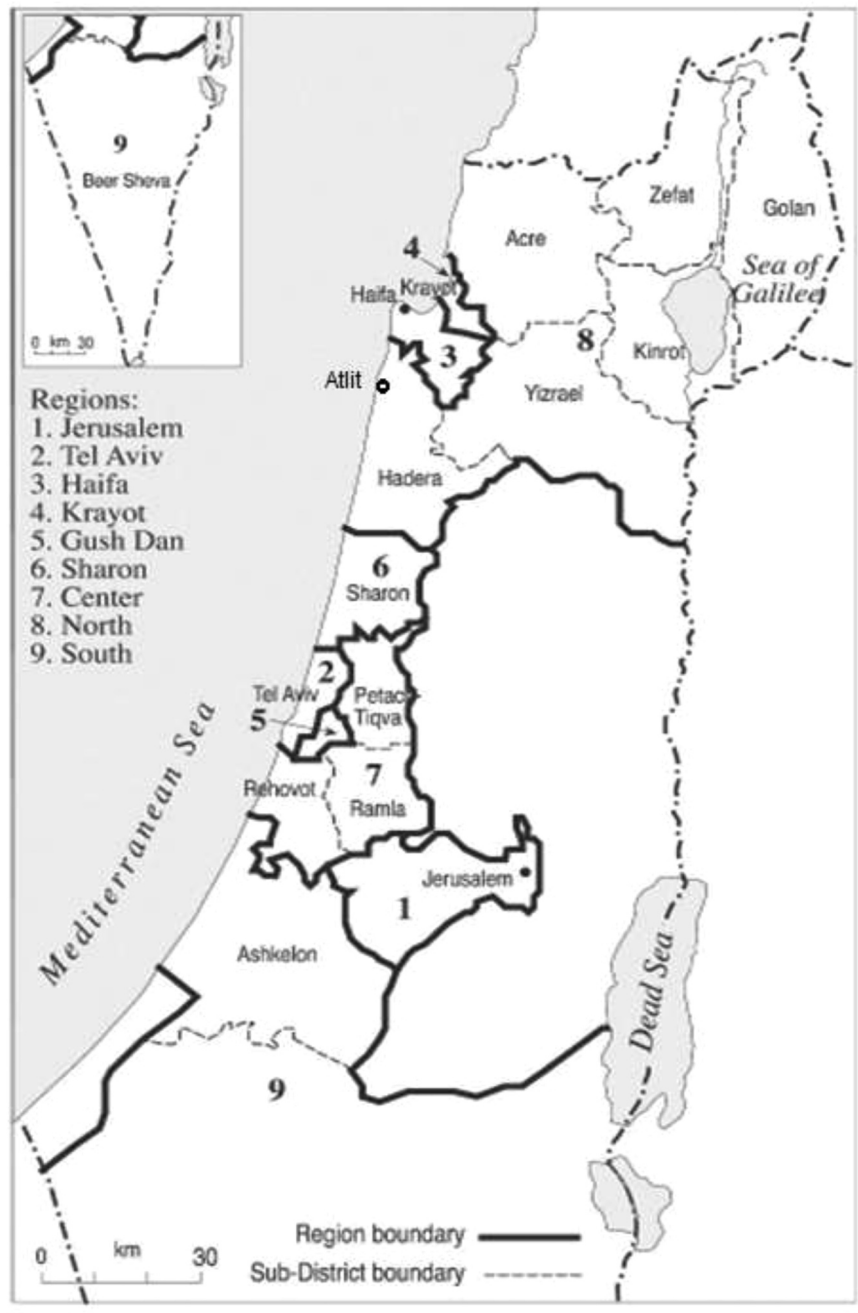 9
Beer Sheva
0 km 30
Regions:
1. Jerusalem
2. Tel Aviv
3. Haifa
4. Krayot
5. Gush Dan
6. Sharon
7. Center
8. North
9. South
Zefat
Golan
Acre
4
Sea of
Galilee
Haifa
Krayot
8
3
Kinrot
Atlit
Yizrael
Hadera
6
Sharon
2
Tel Aviv
Petach
Tiqva
5
7
Rehovot
Ramla
Jerusalem
1
Mediterranean Sea
Ashkelon
Dead Sea
9
Region boundary
Sub-District boundary
0 km 30